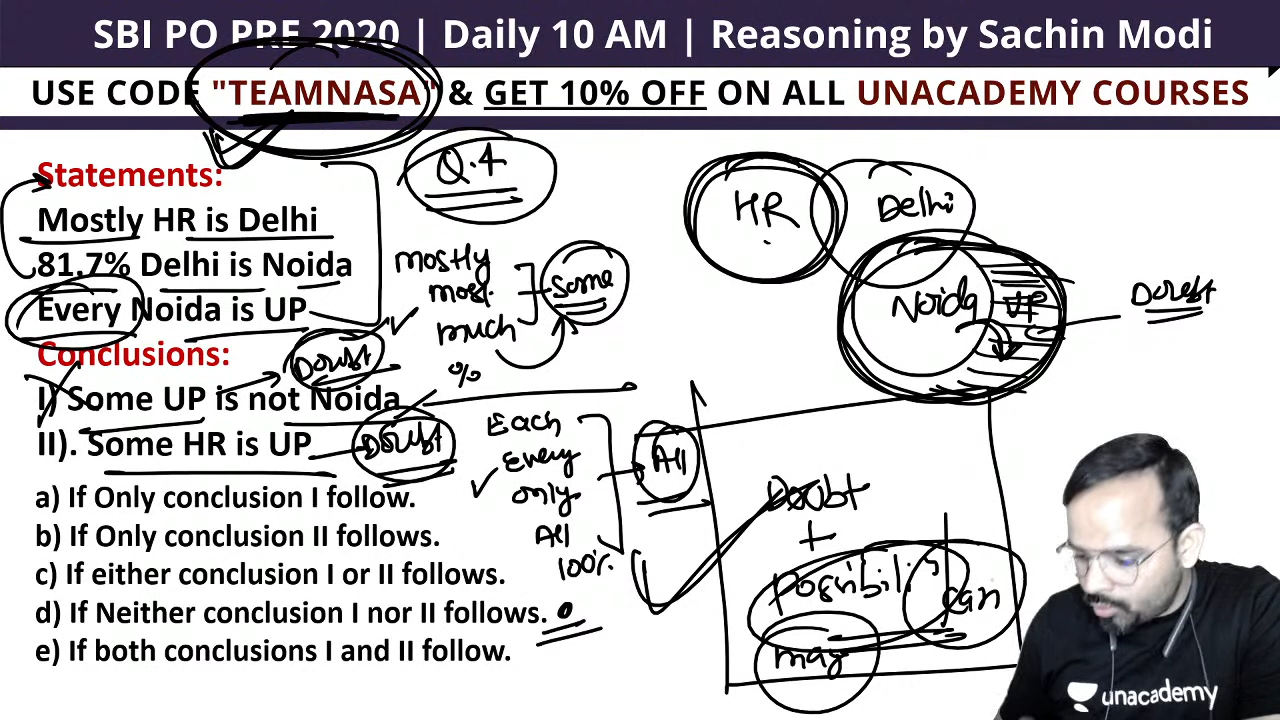 SBI PO PRE 2020 | Daily 10 AM | Reasoning by Sachin Modi
USE CODE "TEAMNASA" & GET 10% OFF ON ALL UNACADEMY COURSES
Q.4
Statements:
Mostly HR is Delhi
81.7% Delhi is Noida
Every Noida is UP
Conclusions:
I) Some UP is not Noida
II). Some HR is UP
a) If Only conclusion I follow.
b) If Only conclusion II follows.
c) If either conclusion I or II follows.
d) If Neither conclusion I nor II follows.
e) If both conclusions I and II follow.
Doubt
Doubt
mostly
most
much
%
Some
Each
Every
only
All
100%
All
HR
Delhi
Noida
UP
Doubt
Doubt
+
Possibili
can
may
unacademy